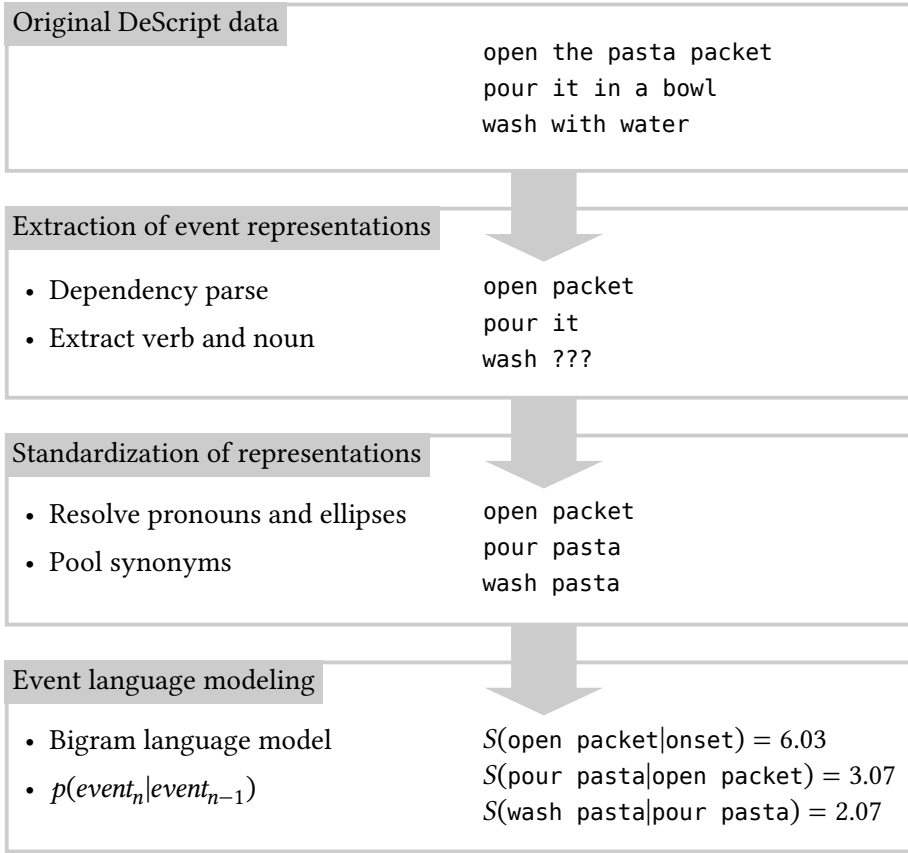 Original DeScript data
open the pasta packet
pour it in a bowl
wash with water
Extraction of event representations
• Dependency parse
• Extract verb and noun
open packet
pour it
wash ???
Standardization of representations
• Resolve pronouns and ellipses
• Pool synonyms
open packet
pour pasta
wash pasta
Event language modeling
• Bigram language model
• p(eventₙ|eventₙ₋₁)
S(open packet|onset) = 6.03
S(pour pasta|open packet) = 3.07
S(wash pasta|pour pasta) = 2.07